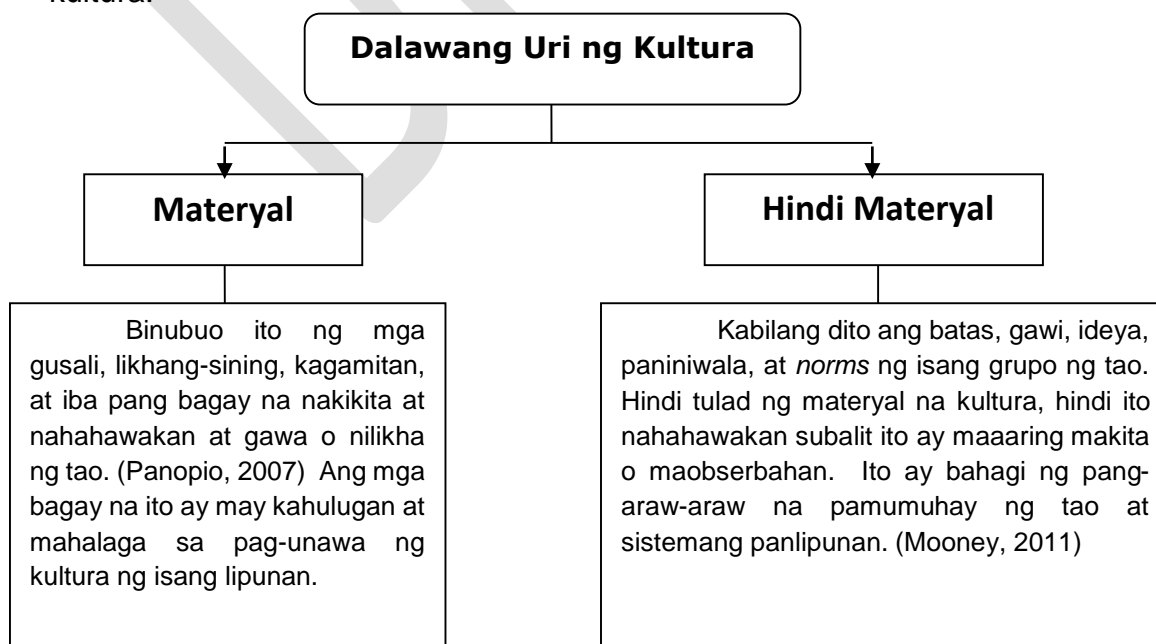 kultura.
Dalawang Uri ng Kultura
Materyal
Hindi Materyal
Binubuo ito ng mga
gusali, likhang-sining, kagamitan,
at iba pang bagay na nakikita at
nahahawakan at gawa o nilikha
ng tao. (Panopio, 2007) Ang mga
bagay na ito ay may kahulugan at
mahalaga sa pag-unawa ng
kultura ng isang lipunan.
Kabilang dito ang batas, gawi, ideya,
paniniwala, at norms ng isang grupo ng tao.
Hindi tulad ng materyal na kultura, hindi ito
nahahawakan subalit ito ay maaaring makita
o maobserbahan. Ito ay bahagi ng pang-
araw-araw na pamumuhay ng tao at
sistemang panlipunan. (Mooney, 2011)